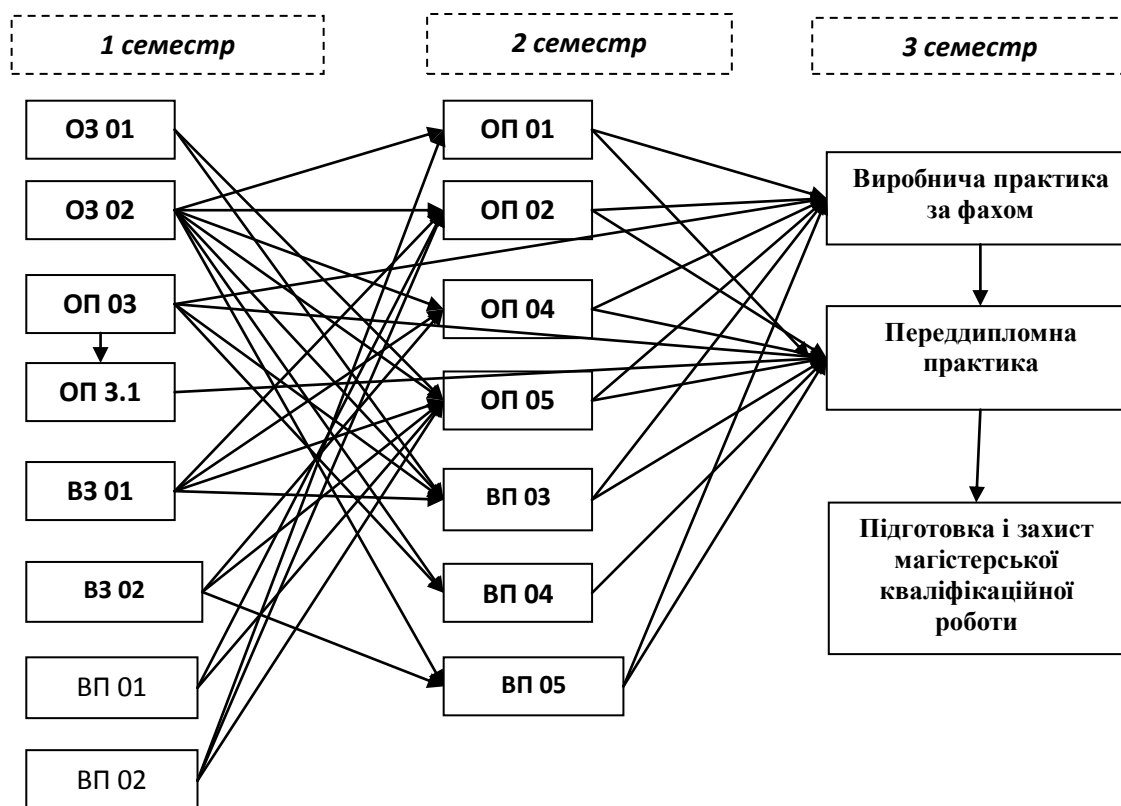 1 семестр
2 семестр
3 семестр
ОЗ 01
ОЗ 02
ОП 03
ОП 3.1
ВЗ 01
ВЗ 02
ВП 01
ВП 02
ОП 01
ОП 02
ОП 04
ОП 05
ВП 03
ВП 04
ВП 05
Виробнича практика
за фахом
Переддипломна
практика
Підготовка і захист
магістерської
кваліфікаційної
роботи